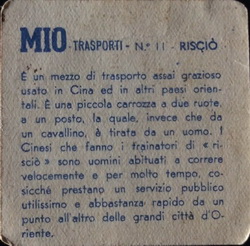 MIO TRASPORTI - N.° 11 - RISCIÒ
È un mezzo di trasporto assai grazioso
usato in Cina ed in altri paesi orien-
tali. È una piccola carrozza a due ruote,
a un posto, la quale, invece che da
un cavallino, è tirata da un uomo. I
Cinesi che fanno i frainatori di « ri-
sciò » sono uomini abituati a correre
velocemente e per molto tempo, co-
sicchè prestano un servizio pubblico
utilissimo e abbastanza rapido da un
punto all'altro delle grandi città d'O-
riente.